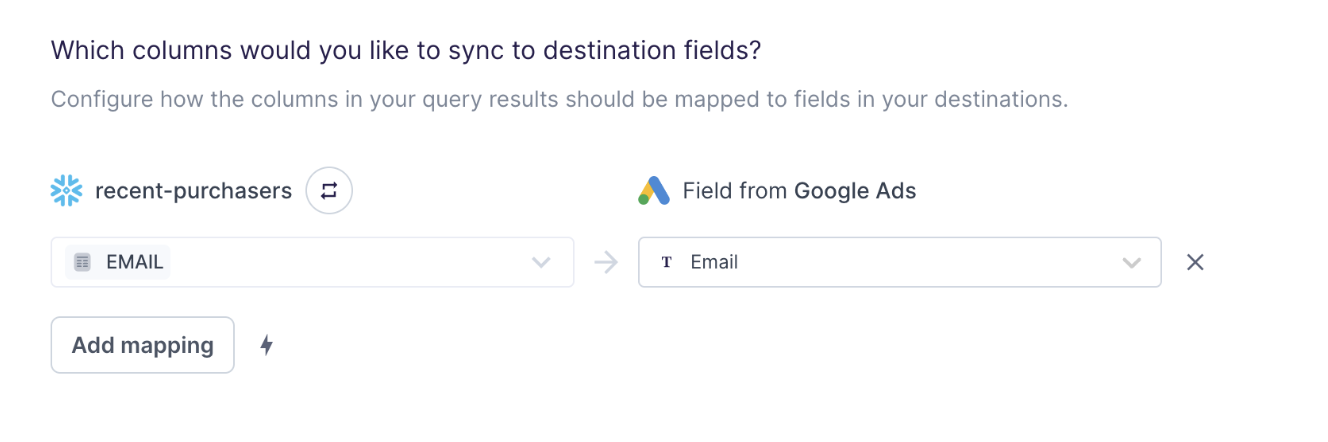 Which columns would you like to sync to destination fields?
Configure how the columns in your query results should be mapped to fields in your destinations.
recent-purchasers
Field from Google Ads
EMAIL
T Email
Add mapping